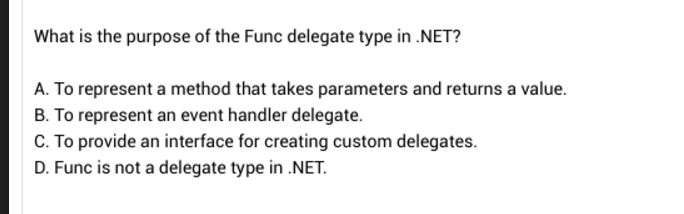 What is the purpose of the Func delegate type in .NET?
A. To represent a method that takes parameters and returns a value.
B. To represent an event handler delegate.
C. To provide an interface for creating custom delegates.
D. Func is not a delegate type in .NET.